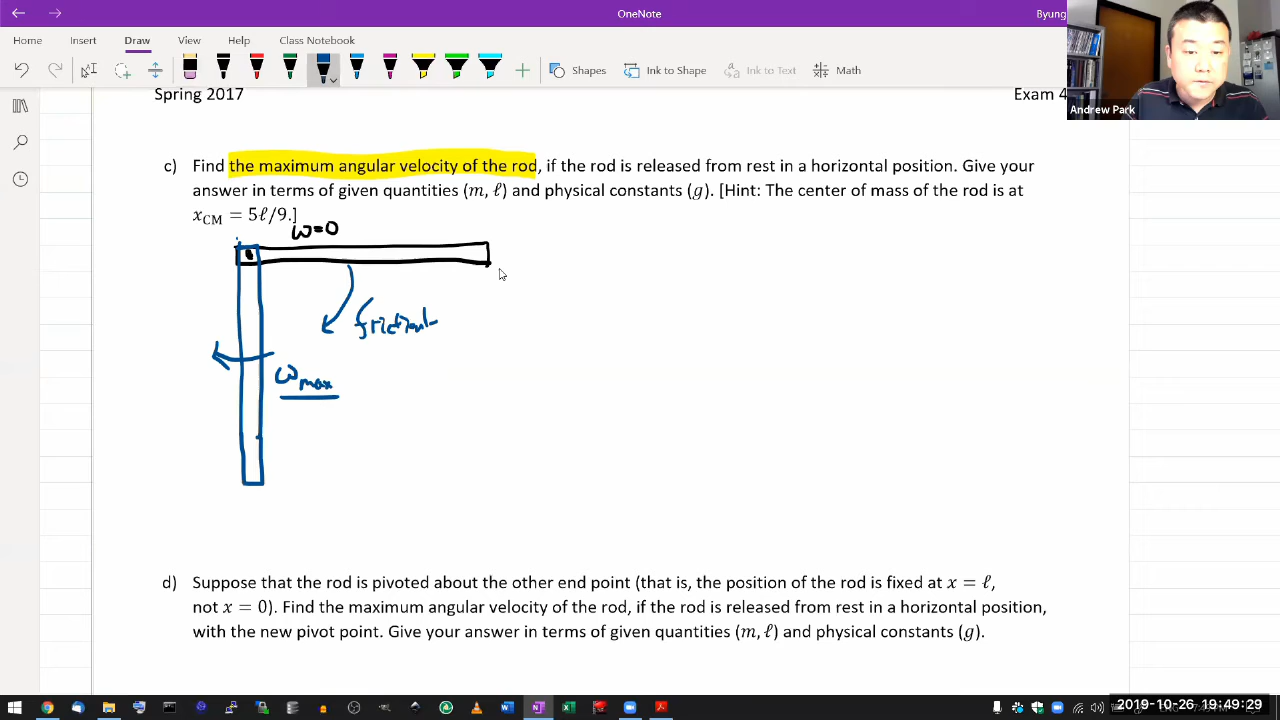 OneNote
Byung
Home Insert Draw View Help Class Notebook
Shapes Ink to Shape Ink to Text Math
Andrew Park
Spring 2017 Exam 4
c) Find the maximum angular velocity of the rod, if the rod is released from rest in a horizontal position. Give your
answer in terms of given quantities (m, ℓ) and physical constants (g). [Hint: The center of mass of the rod is at
x_CM = 5ℓ/9.]
ω=0
ω_max
d) Suppose that the rod is pivoted about the other end point (that is, the position of the rod is fixed at x = ℓ,
not x = 0). Find the maximum angular velocity of the rod, if the rod is released from rest in a horizontal position,
with the new pivot point. Give your answer in terms of given quantities (m, ℓ) and physical constants (g).
2019-10-26 19:49:29